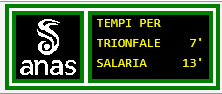 anas
TEMPI PER
TRIONFALE 7'
SALARIA 13'